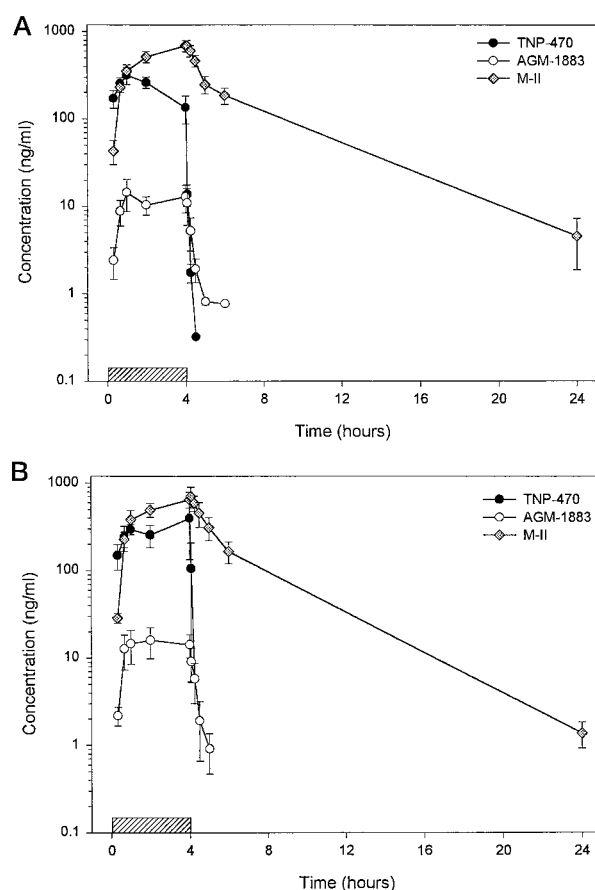 A
TNP-470
AGM-1883
M-II
Concentration (ng/ml)
1000
100
10
1
0.1
0 4 8 12 16 20 24
Time (hours)
B
TNP-470
AGM-1883
M-II
Concentration (ng/ml)
1000
100
10
1
0.1
0 4 8 12 16 20 24
Time (hours)